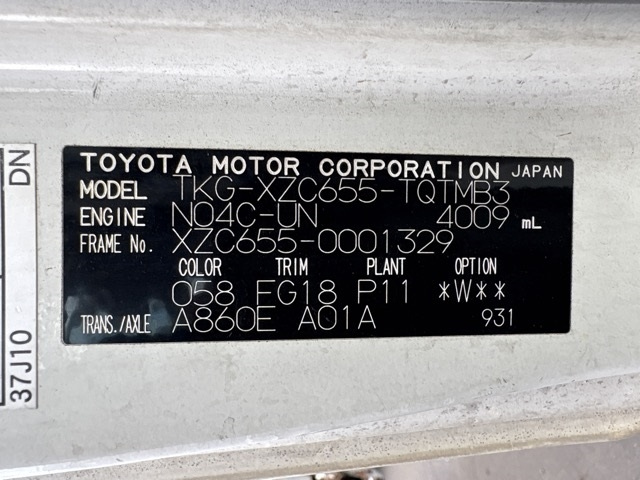 TOYOTA MOTOR CORPORATION JAPAN
MODEL TKG-XZC655-TQTMB3
ENGINE N04C-UN 4009 mL
FRAME No. XZC655-0001329
COLOR TRIM PLANT OPTION
058 FG18 P11 *W**
TRANS./AXLE A860E A01A 931
37J10 DN